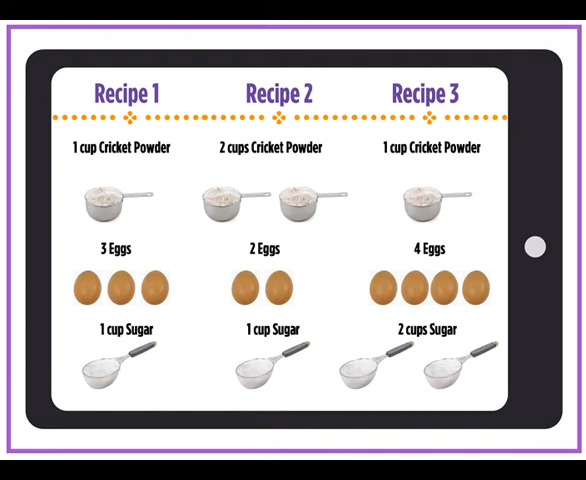 Recipe 1 Recipe 2 Recipe 3
1 cup Cricket Powder 2 cups Cricket Powder 1 cup Cricket Powder
3 Eggs 2 Eggs 4 Eggs
1 cup Sugar 1 cup Sugar 2 cups Sugar